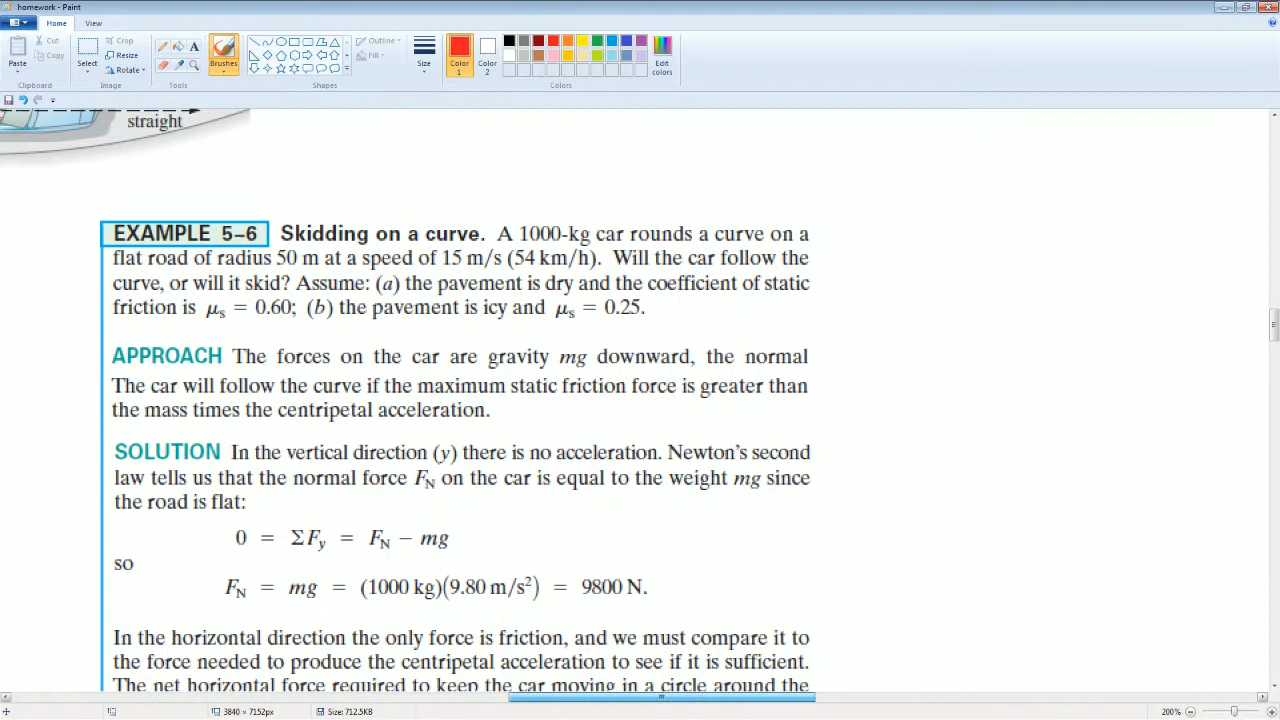 homework - Paint
Home View
Cut
Copy
Paste
Clipboard
Crop
Resize
Rotate
Select
Image
A
Tools
Brushes
Outline
Fill
Shapes
Size
Color 1
Color 2
Edit colors
Colors
straight
EXAMPLE 5–6 Skidding on a curve. A 1000-kg car rounds a curve on a
flat road of radius 50 m at a speed of 15 m/s (54 km/h). Will the car follow the
curve, or will it skid? Assume: (a) the pavement is dry and the coefficient of static
friction is μs = 0.60; (b) the pavement is icy and μs = 0.25.
APPROACH The forces on the car are gravity mg downward, the normal
The car will follow the curve if the maximum static friction force is greater than
the mass times the centripetal acceleration.
SOLUTION In the vertical direction (y) there is no acceleration. Newton's second
law tells us that the normal force FN on the car is equal to the weight mg since
the road is flat:
0 = ΣFy = FN − mg
so
FN = mg = (1000 kg)(9.80 m/s²) = 9800 N.
In the horizontal direction the only force is friction, and we must compare it to
the force needed to produce the centripetal acceleration to see if it is sufficient.
The net horizontal force required to keep the car moving in a circle around the
3840 × 7152px
Size: 712.5KB
200%